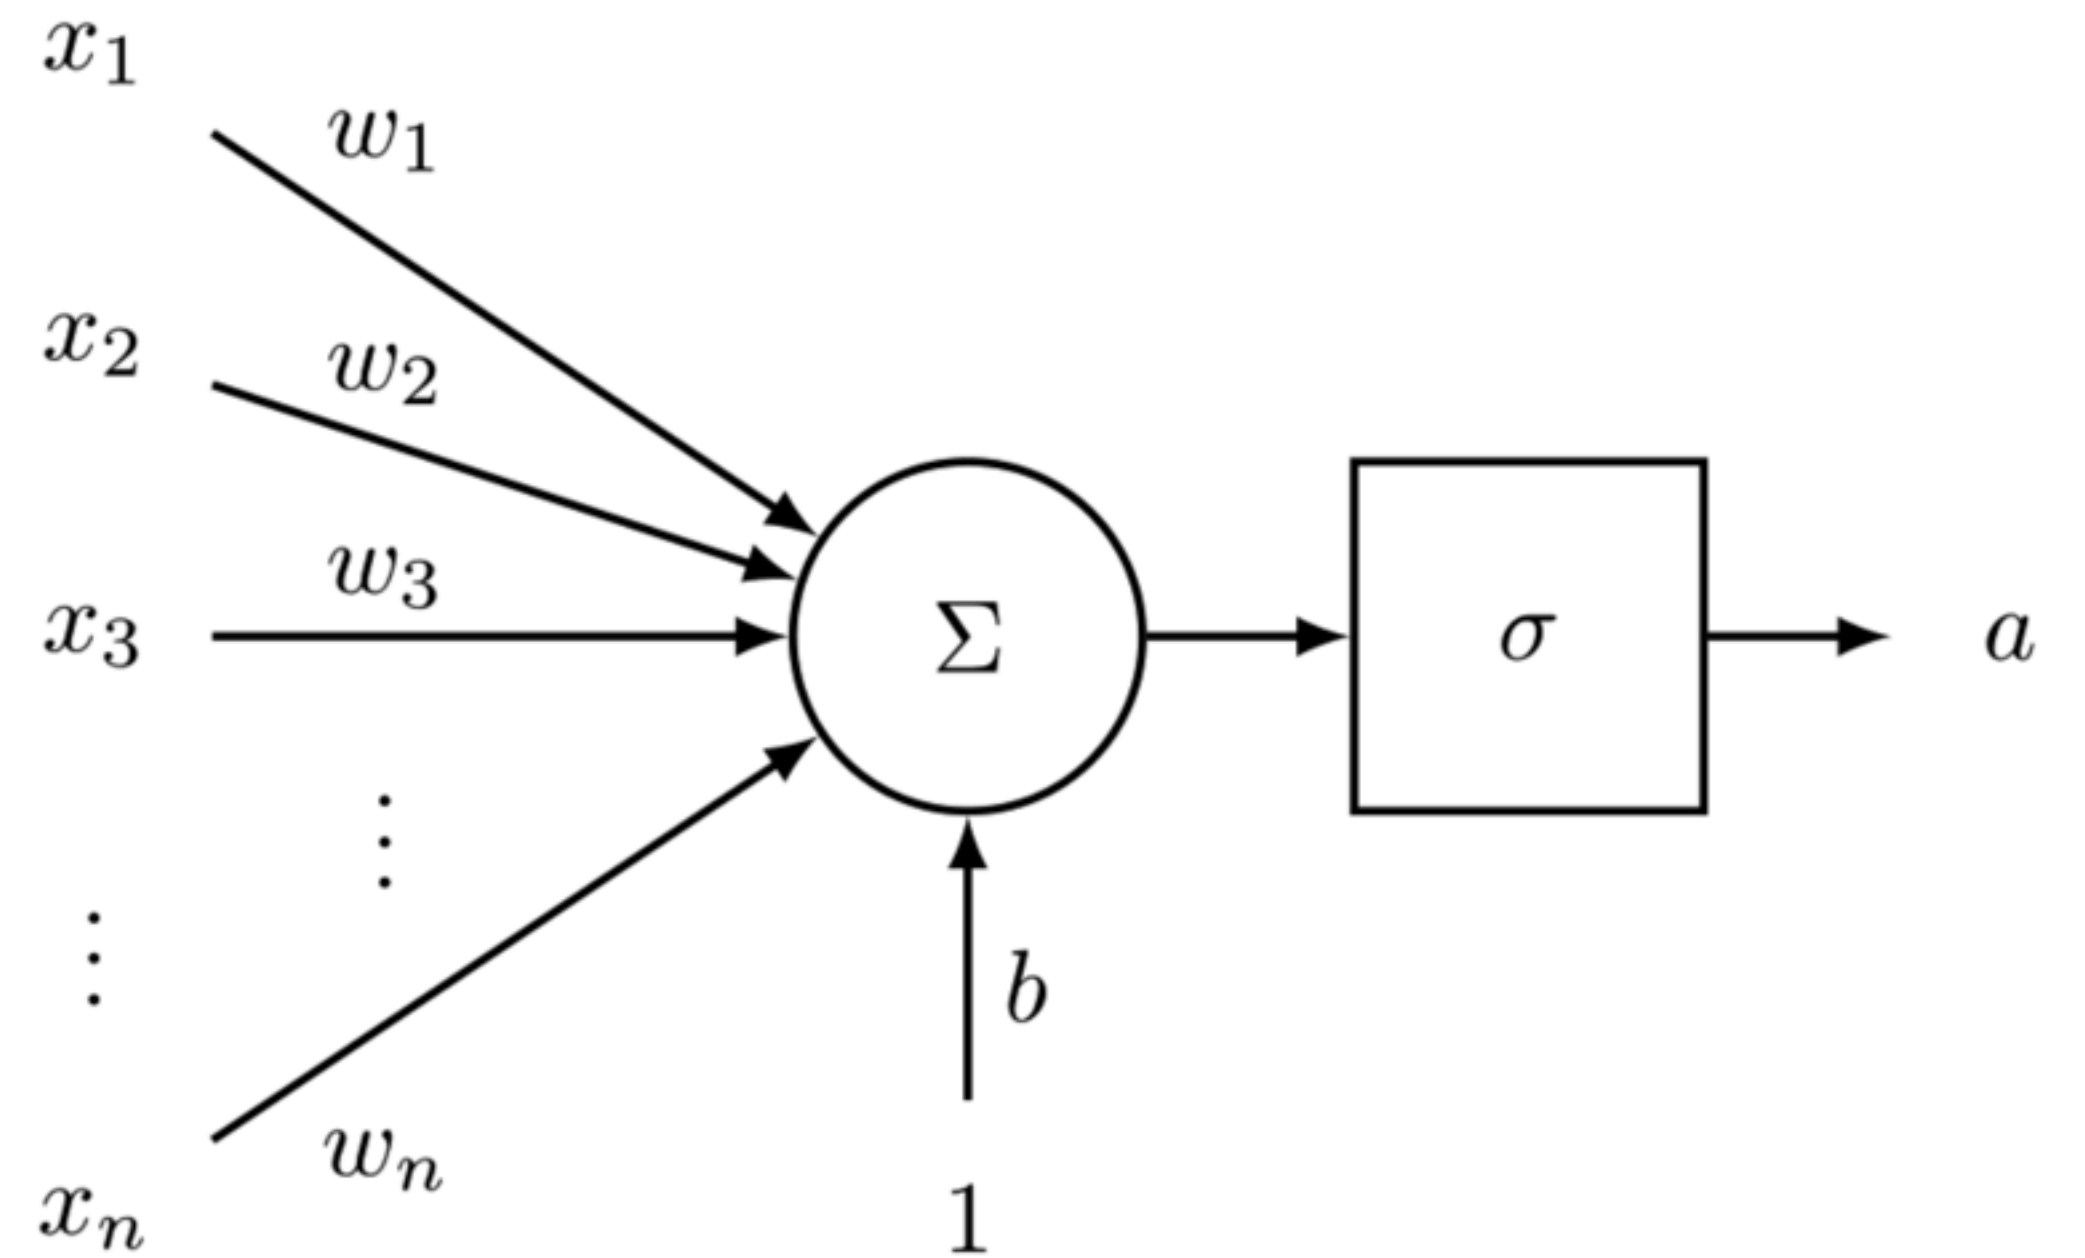 x₁
w₁
x₂
w₂
w₃
x₃
Σ
σ
a
⋮
⋮
b
wₙ
xₙ
1